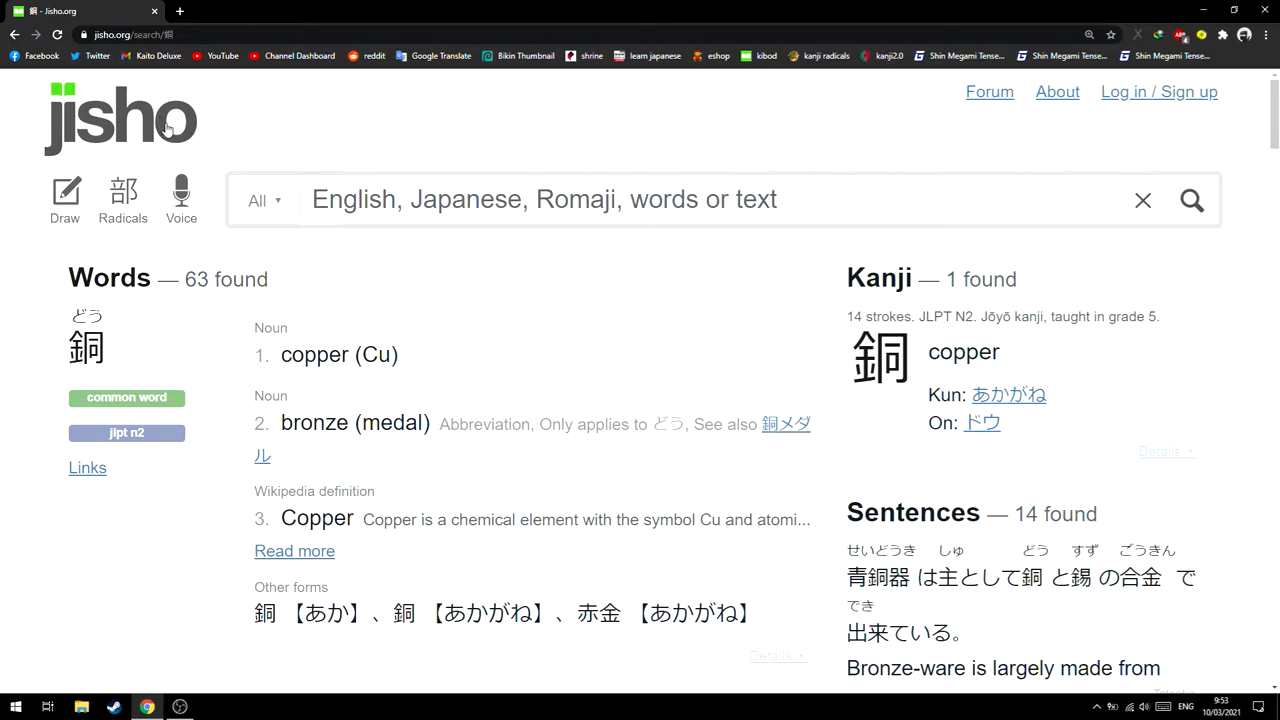 銅 - Jisho.org
jisho.org/search/銅
Facebook Twitter Kaito Deluxe YouTube Channel Dashboard reddit Google Translate Bikin Thumbnail shrine learn japanese eshop kibod kanji radicals kanji2.0 Shin Megami Tense... Shin Megami Tense... Shin Megami Tense...
jisho
Forum About Log in / Sign up
Draw Radicals Voice
All English, Japanese, Romaji, words or text
Words — 63 found
どう
銅
common word
jlpt n2
Links
Noun
1. copper (Cu)
Noun
2. bronze (medal) Abbreviation, Only applies to どう, See also 銅メダ
ル
Wikipedia definition
3. Copper Copper is a chemical element with the symbol Cu and atomi...
Read more
Other forms
銅 【あか】、銅 【あかがね】、赤金 【あかがね】
Details
Kanji — 1 found
14 strokes. JLPT N2. Jōyō kanji, taught in grade 5.
銅
copper
Kun: あかがね
On: ドウ
Details
Sentences — 14 found
せいどうき しゅ どう すず ごうきん
青銅器は主として銅と錫の合金で
でき
出来ている。
Bronze-ware is largely made from
ENG
9:53
10/03/2021